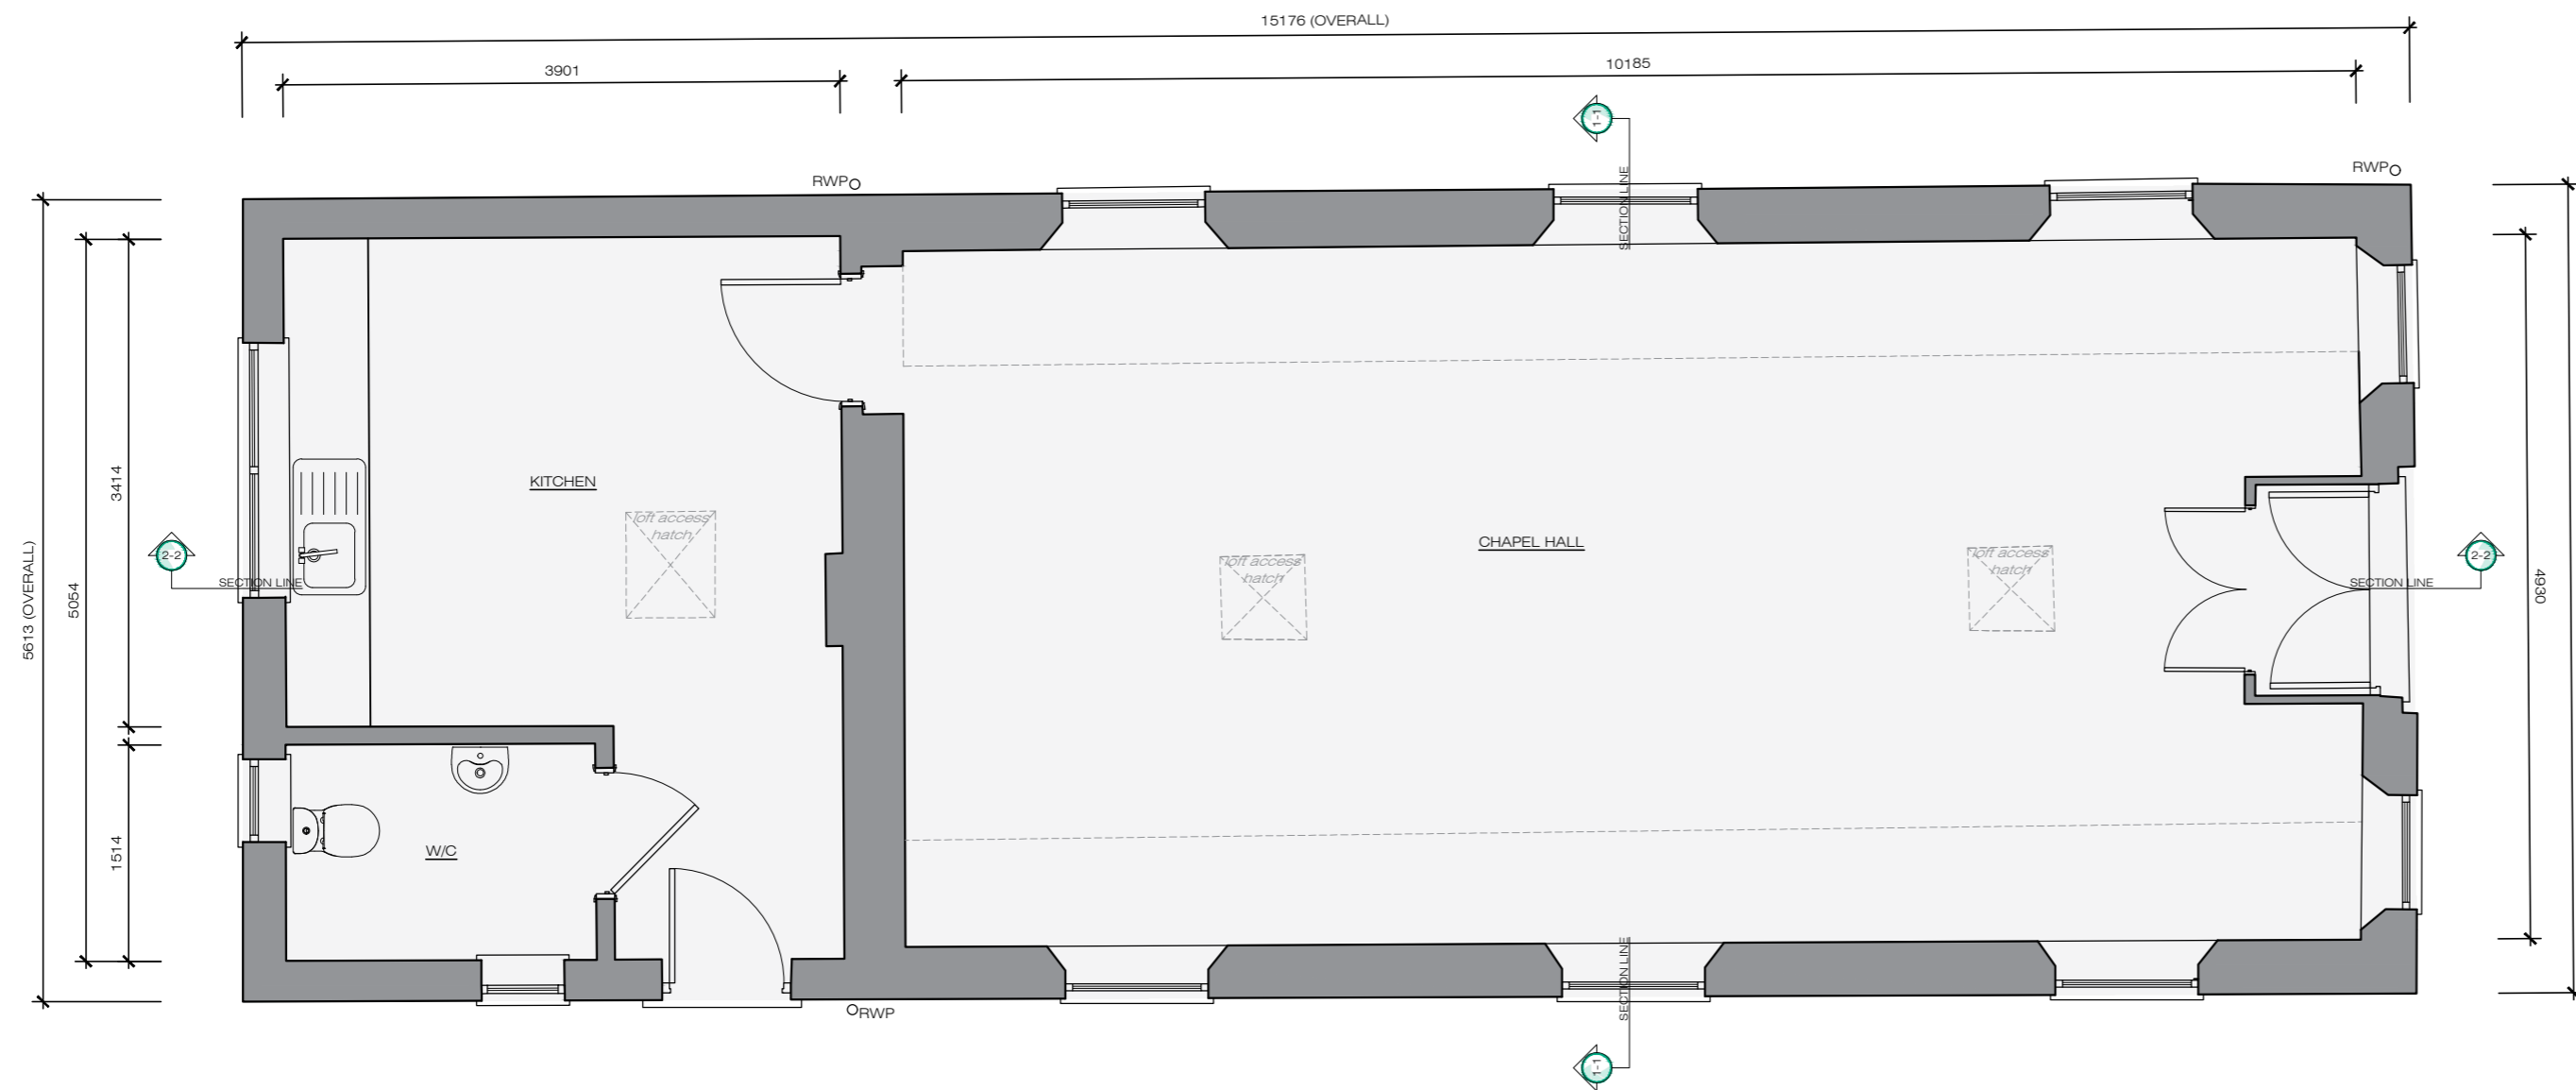 15176 (OVERALL)
3901
10185
1-1
SECTION LINE
RWP
RWP
5613 (OVERALL)
5054
3414
1514
4930
KITCHEN
loft access
hatch
CHAPEL HALL
loft access
hatch
loft access
hatch
2-2
SECTION LINE
2-2
SECTION LINE
W/C
RWP
SECTION LINE
1-1